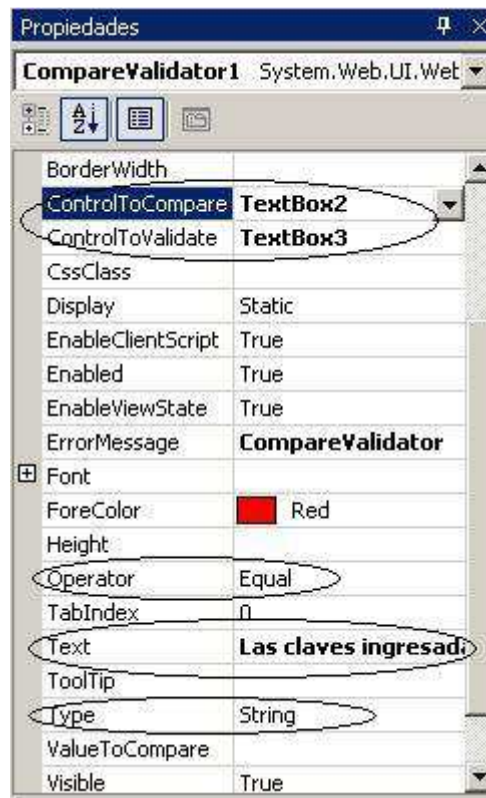 Propiedades
CompareValidator1 System.Web.UI.Wet
BorderWidth
ControlToCompare TextBox2
ControlToValidate TextBox3
CssClass
Display Static
EnableClientScript True
Enabled True
EnableViewState True
ErrorMessage CompareValidator
Font
ForeColor Red
Height
Operator Equal
TabIndex 0
Text Las claves ingresada
ToolTip
Type String
ValueToCompare
Visible True